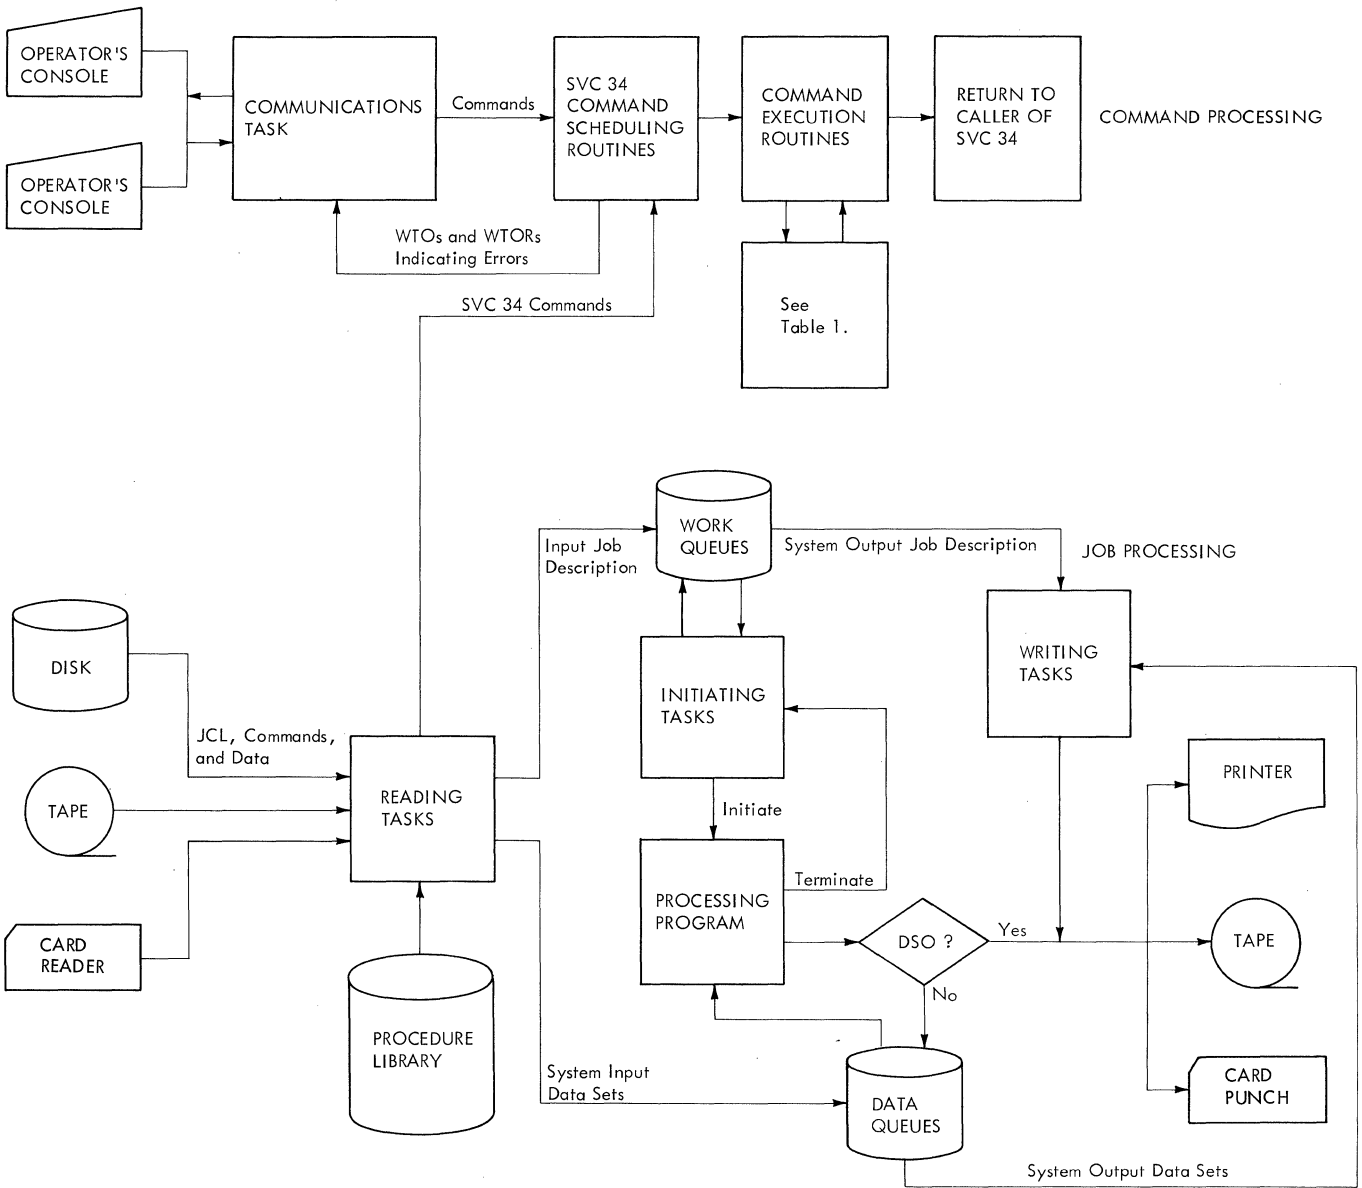 OPERATOR'S
CONSOLE
OPERATOR'S
CONSOLE
COMMUNICATIONS
TASK
Commands
SVC 34
COMMAND
SCHEDULING
ROUTINES
COMMAND
EXECUTION
ROUTINES
RETURN TO
CALLER OF
SVC 34
COMMAND PROCESSING
WTOs and WTORs
Indicating Errors
SVC 34 Commands
See
Table 1.
WORK
QUEUES
Input Job
Description
System Output Job Description
JOB PROCESSING
DISK
JCL, Commands,
and Data
TAPE
READING
TASKS
CARD
READER
PROCEDURE
LIBRARY
INITIATING
TASKS
Initiate
WRITING
TASKS
PRINTER
PROCESSING
PROGRAM
Terminate
DSO ?
Yes
No
TAPE
System Input
Data Sets
DATA
QUEUES
CARD
PUNCH
System Output Data Sets